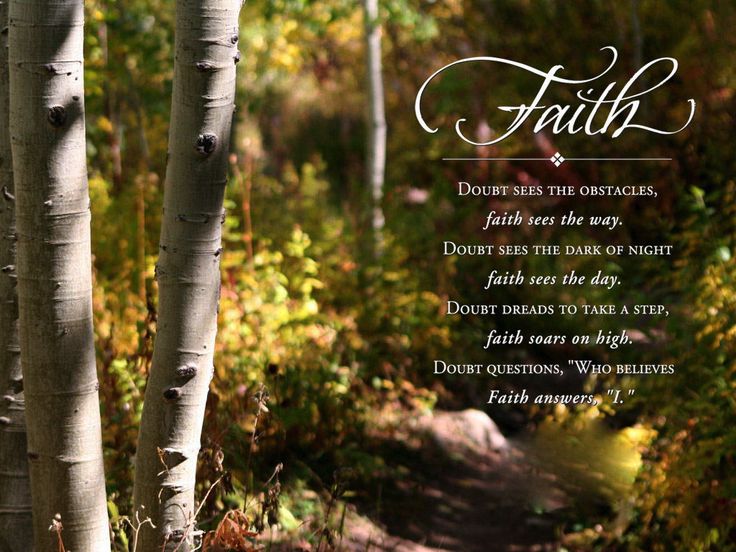 Faith
DOUBT SEES THE OBSTACLES,
faith sees the way.
DOUBT SEES THE DARK OF NIGHT
faith sees the day.
DOUBT DREADS TO TAKE A STEP,
faith soars on high.
DOUBT QUESTIONS, "WHO BELIEVES
Faith answers, "I."